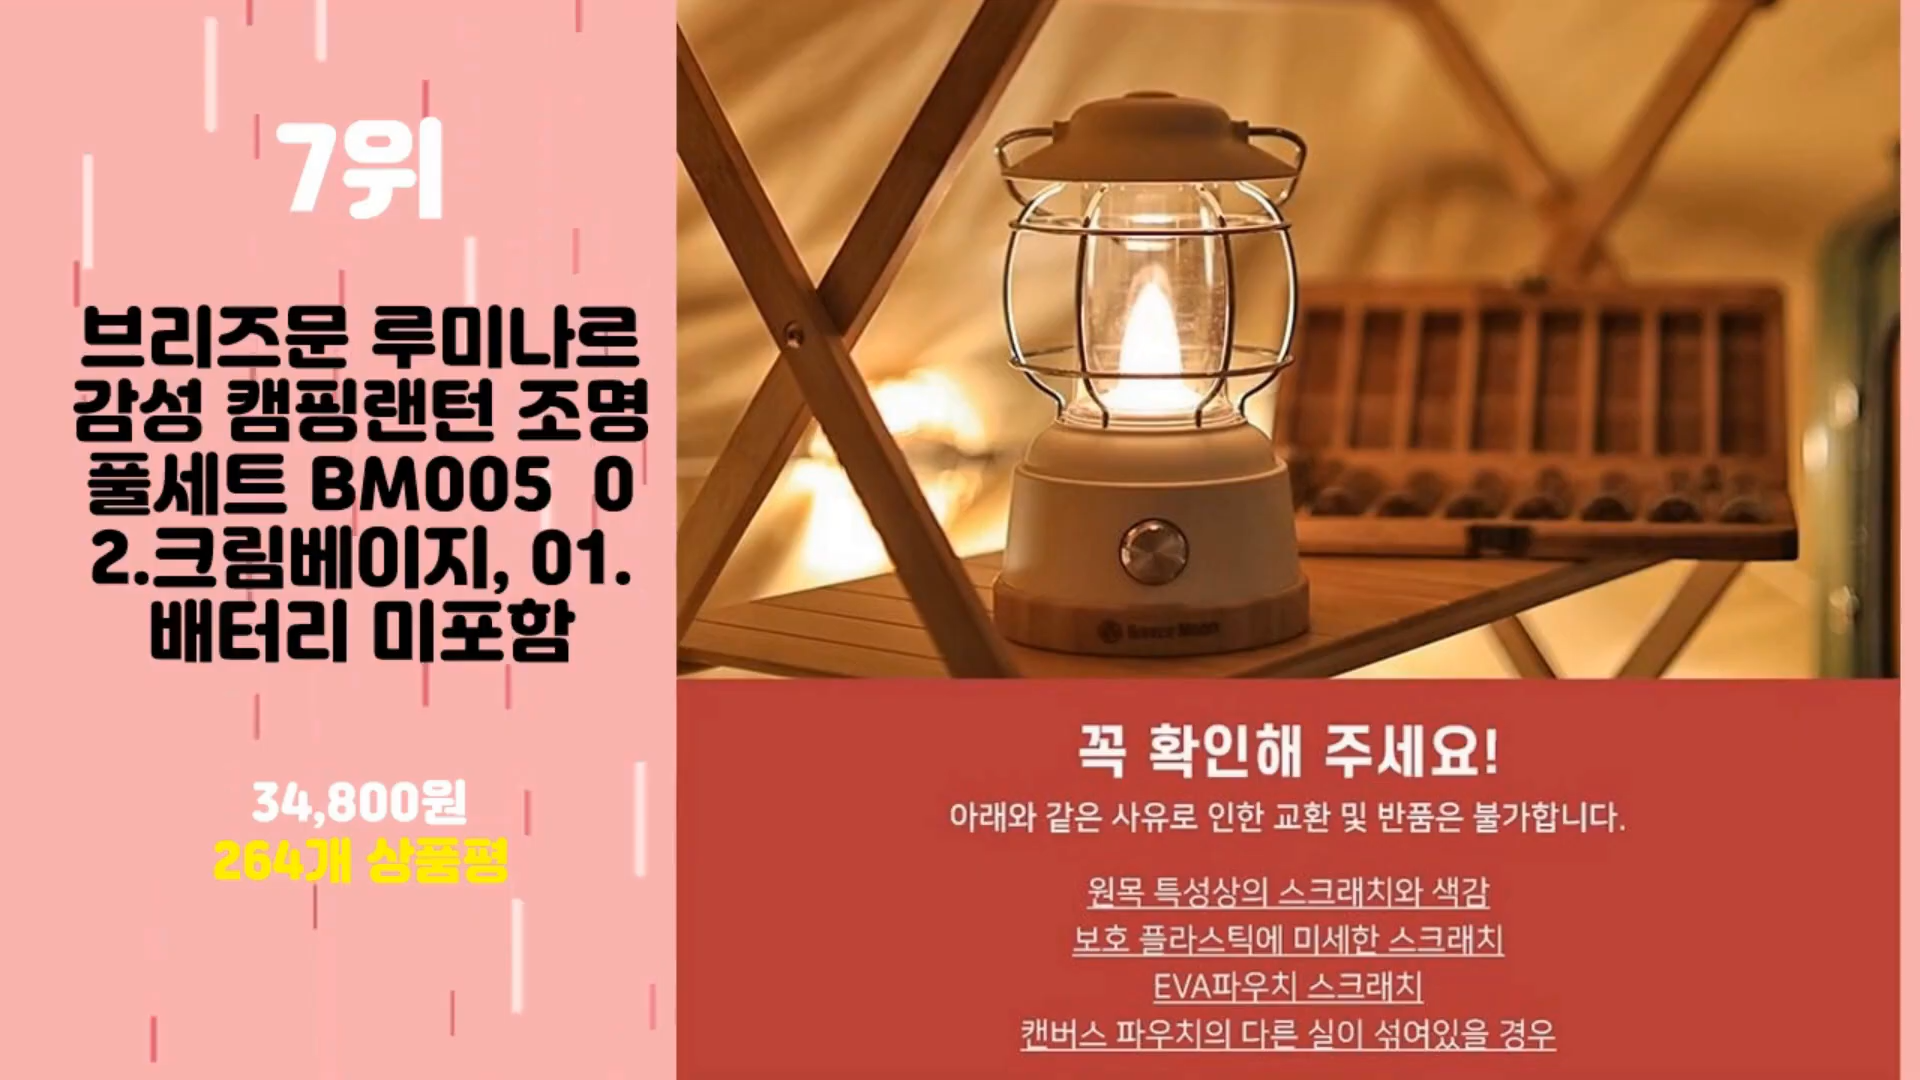 7위
브리즈문 루미나르
감성 캠핑랜턴 조명
풀세트 BM005 0
2.크림베이지, 01.
배터리 미포함
34,800원
264개 상품평
Breeze Moon
꼭 확인해 주세요!
아래와 같은 사유로 인한 교환 및 반품은 불가합니다.
원목 특성상의 스크래치와 색감
보호 플라스틱에 미세한 스크래치
EVA파우치 스크래치
캔버스 파우치의 다른 실이 섞여있을 경우